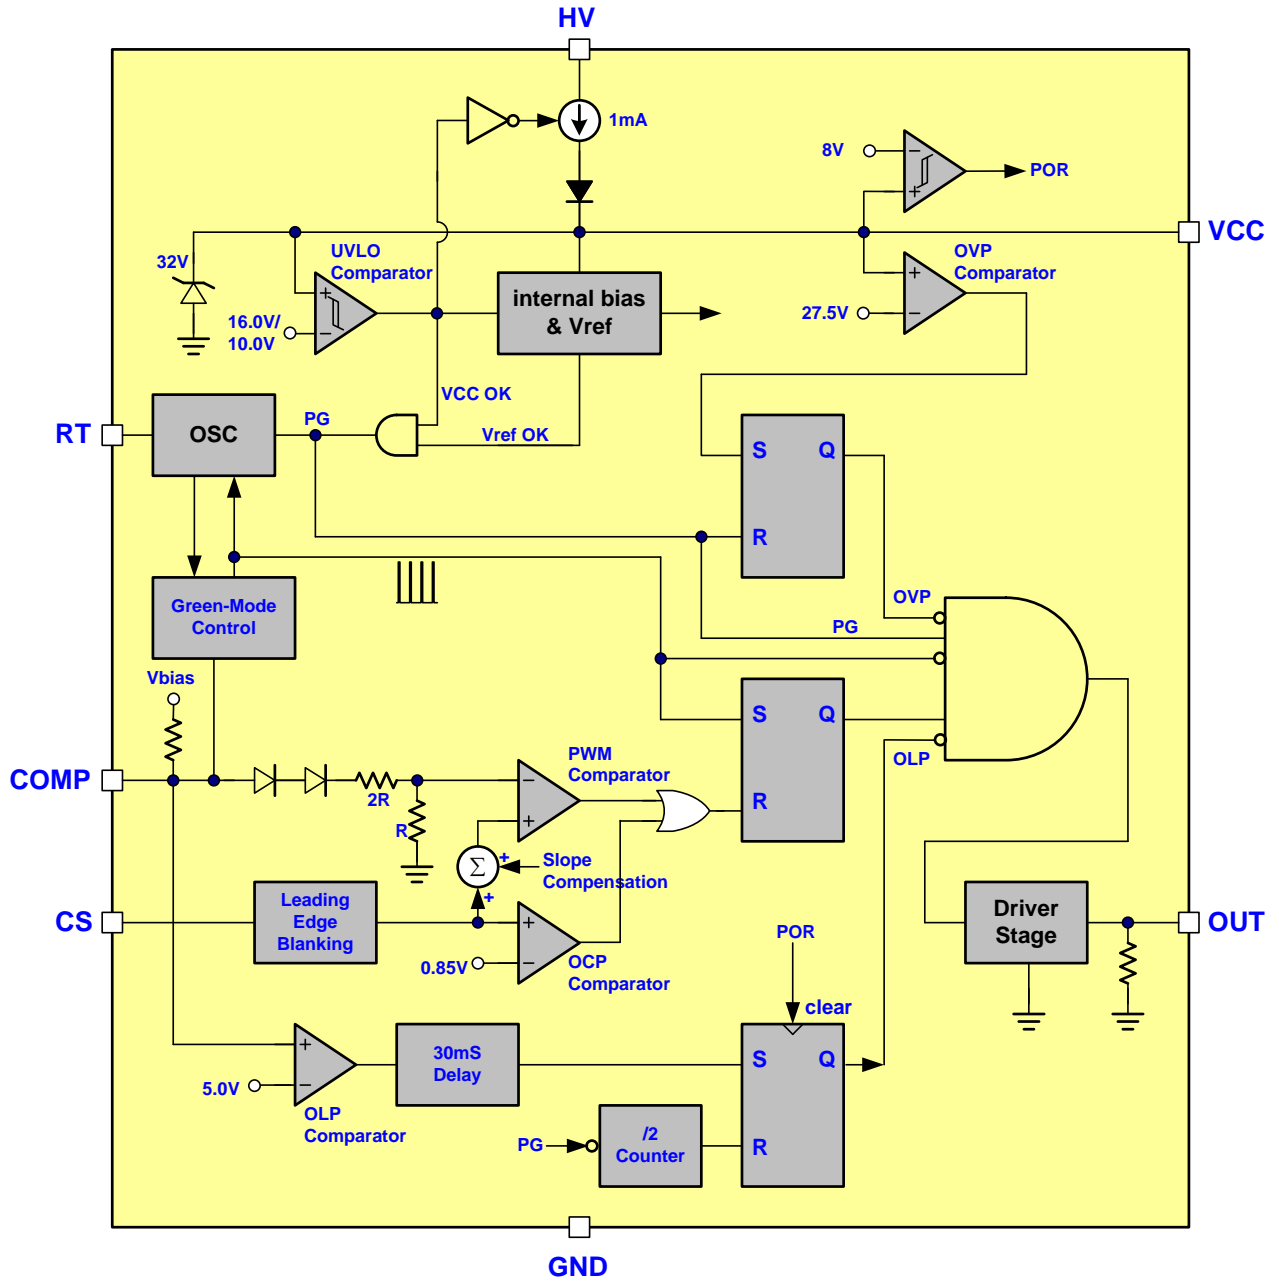 HV
1mA
8V
POR
VCC
32V
UVLO
Comparator
OVP
Comparator
internal bias
& Vref
16.0V/
10.0V
27.5V
VCC OK
PG
Vref OK
RT
OSC
S
Q
R
Green-Mode
Control
OVP
PG
Vbias
S
Q
OLP
COMP
PWM
Comparator
2R
R
R
+
Σ
Slope
Compensation
+
Leading
Edge
Blanking
CS
Driver
Stage
OUT
POR
0.85V
OCP
Comparator
clear
30mS
Delay
S
Q
5.0V
OLP
Comparator
PG
/2
Counter
R
GND